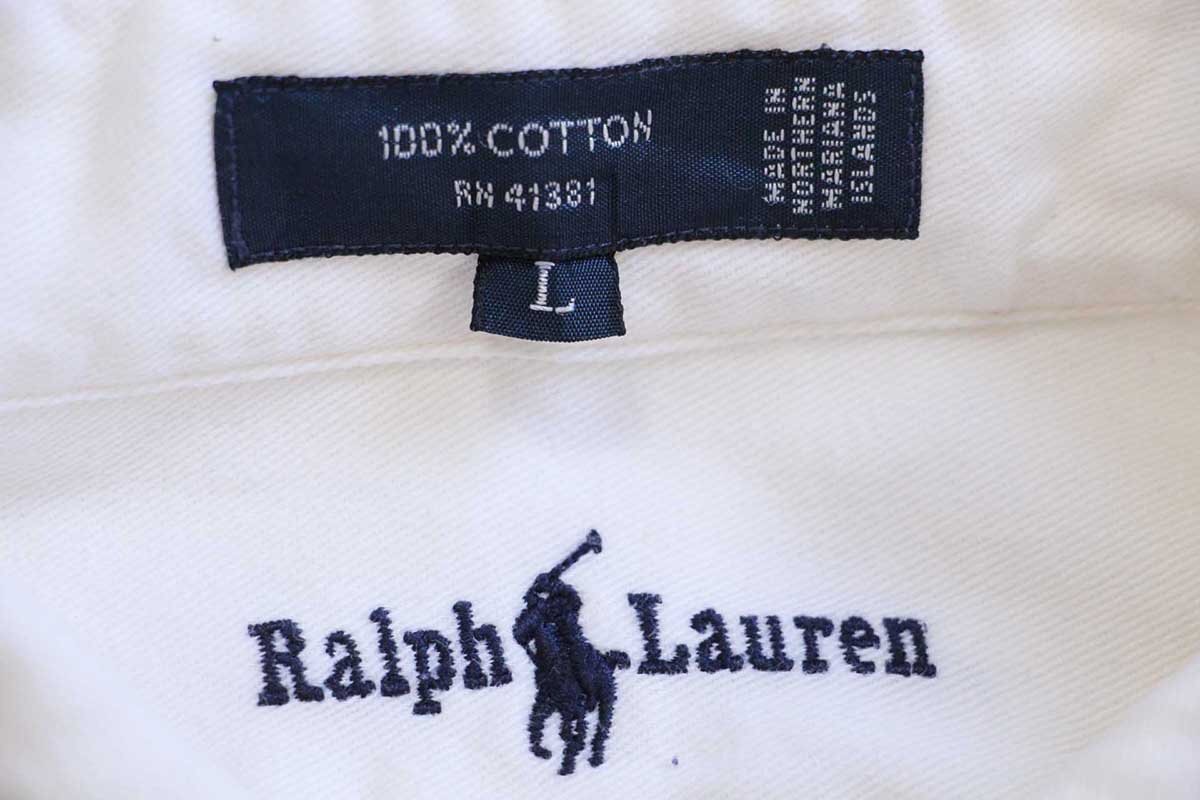 100% COTTON
RN 41381
MADE IN
NORTHERN
MARIANA
ISLANDS
L
Ralph Lauren